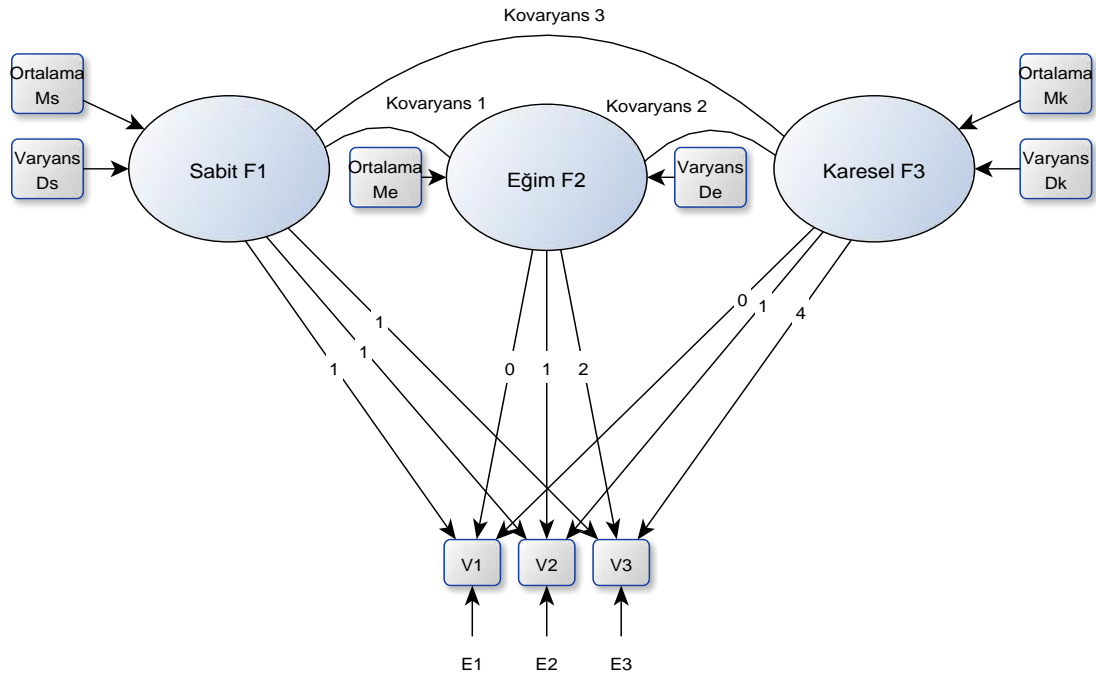 Kovaryans 3
Ortalama
Ms
Ortalama
Mk
Kovaryans 1
Kovaryans 2
Varyans
Ds
Sabit F1
Ortalama
Me
Eğim F2
Varyans
De
Karesel F3
Varyans
Dk
1
1
1
0
1
2
0
1
4
V1
V2
V3
E1
E2
E3